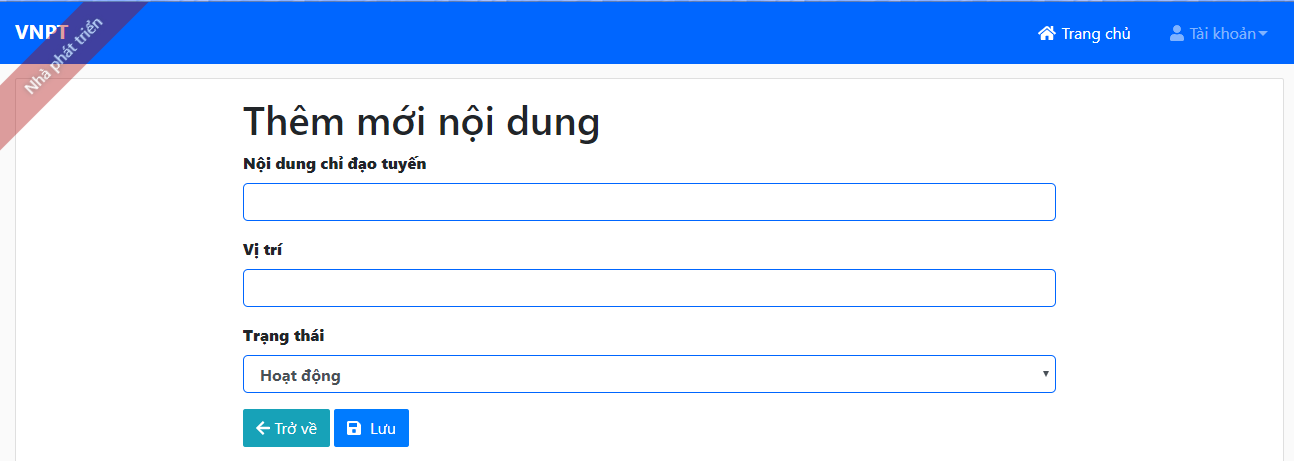 VNPT
Nhà phát triển
Trang chủ
Tài khoản
Thêm mới nội dung
Nội dung chỉ đạo tuyến
Vị trí
Trạng thái
Hoạt động
Trở về
Lưu